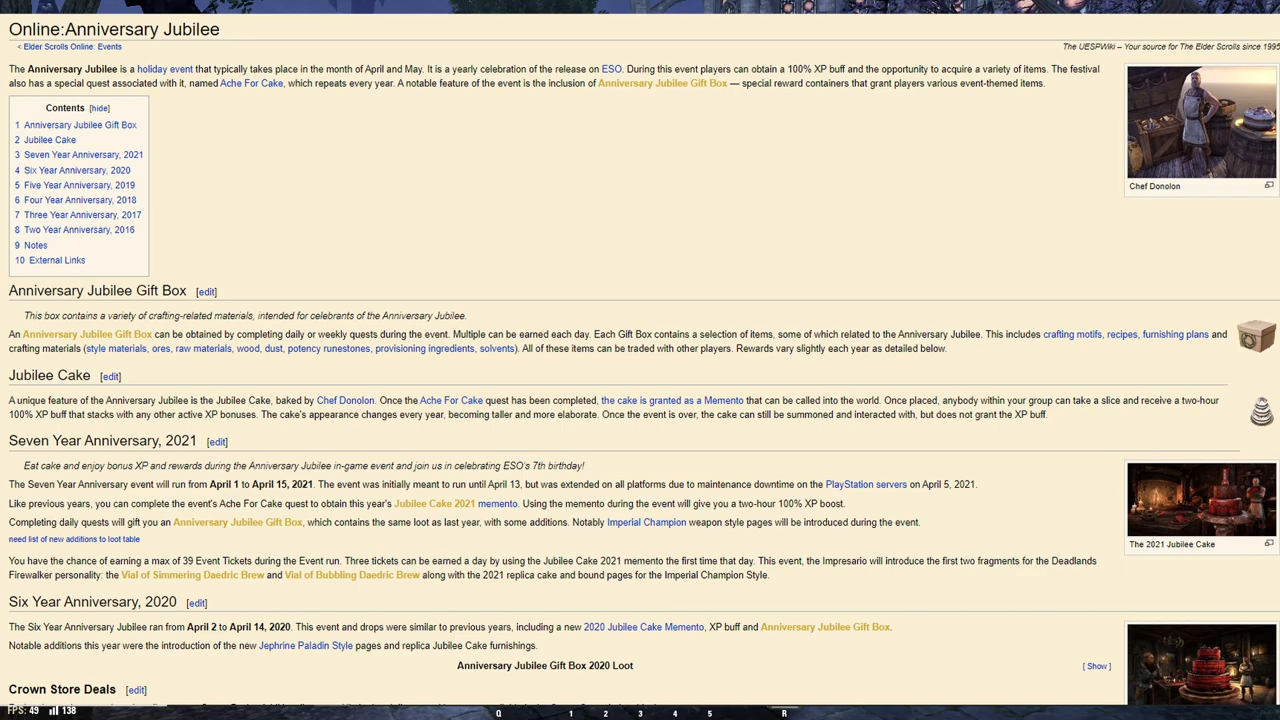 Online:Anniversary Jubilee
< Elder Scrolls Online: Events
The UESPWiki – Your source for The Elder Scrolls since 1995
The Anniversary Jubilee is a holiday event that typically takes place in the month of April and May. It is a yearly celebration of the release on ESO. During this event players can obtain a 100% XP buff and the opportunity to acquire a variety of items. The festival
also has a special quest associated with it, named Ache For Cake, which repeats every year. A notable feature of the event is the inclusion of Anniversary Jubilee Gift Box — special reward containers that grant players various event-themed items.
Contents [hide]
1 Anniversary Jubilee Gift Box
2 Jubilee Cake
3 Seven Year Anniversary, 2021
4 Six Year Anniversary, 2020
5 Five Year Anniversary, 2019
6 Four Year Anniversary, 2018
7 Three Year Anniversary, 2017
8 Two Year Anniversary, 2016
9 Notes
10 External Links
Chef Donolon
Anniversary Jubilee Gift Box [edit]
This box contains a variety of crafting-related materials, intended for celebrants of the Anniversary Jubilee.
An Anniversary Jubilee Gift Box can be obtained by completing daily or weekly quests during the event. Multiple can be earned each day. Each Gift Box contains a selection of items, some of which related to the Anniversary Jubilee. This includes crafting motifs, recipes, furnishing plans and
crafting materials (style materials, ores, raw materials, wood, dust, potency runestones, provisioning ingredients, solvents). All of these items can be traded with other players. Rewards vary slightly each year as detailed below.
Jubilee Cake [edit]
A unique feature of the Anniversary Jubilee is the Jubilee Cake, baked by Chef Donolon. Once the Ache For Cake quest has been completed, the cake is granted as a Memento that can be called into the world. Once placed, anybody within your group can take a slice and receive a two-hour
100% XP buff that stacks with any other active XP bonuses. The cake's appearance changes every year, becoming taller and more elaborate. Once the event is over, the cake can still be summoned and interacted with, but does not grant the XP buff.
Seven Year Anniversary, 2021 [edit]
Eat cake and enjoy bonus XP and rewards during the Anniversary Jubilee in-game event and join us in celebrating ESO's 7th birthday!
The Seven Year Anniversary event will run from April 1 to April 15, 2021. The event was initially meant to run until April 13, but was extended on all platforms due to maintenance downtime on the PlayStation servers on April 5, 2021.
Like previous years, you can complete the event's Ache For Cake quest to obtain this year's Jubilee Cake 2021 memento. Using the memento during the event will give you a two-hour 100% XP boost.
Completing daily quests will gift you an Anniversary Jubilee Gift Box, which contains the same loot as last year, with some additions. Notably Imperial Champion weapon style pages will be introduced during the event.
need list of new additions to loot table
The 2021 Jubilee Cake
You have the chance of earning a max of 39 Event Tickets during the Event run. Three tickets can be earned a day by using the Jubilee Cake 2021 memento the first time that day. This event, the Impresario will introduce the first two fragments for the Deadlands
Firewalker personality: the Vial of Simmering Daedric Brew and Vial of Bubbling Daedric Brew along with the 2021 replica cake and bound pages for the Imperial Champion Style.
Six Year Anniversary, 2020 [edit]
The Six Year Anniversary Jubilee ran from April 2 to April 14, 2020. This event and drops were similar to previous years, including a new 2020 Jubilee Cake Memento, XP buff and Anniversary Jubilee Gift Box.
Notable additions this year were the introduction of the new Jephrine Paladin Style pages and replica Jubilee Cake furnishings.
Anniversary Jubilee Gift Box 2020 Loot
[ Show ]
Crown Store Deals [edit]
FPS: 49 138
Q 1 2 3 4 5 R